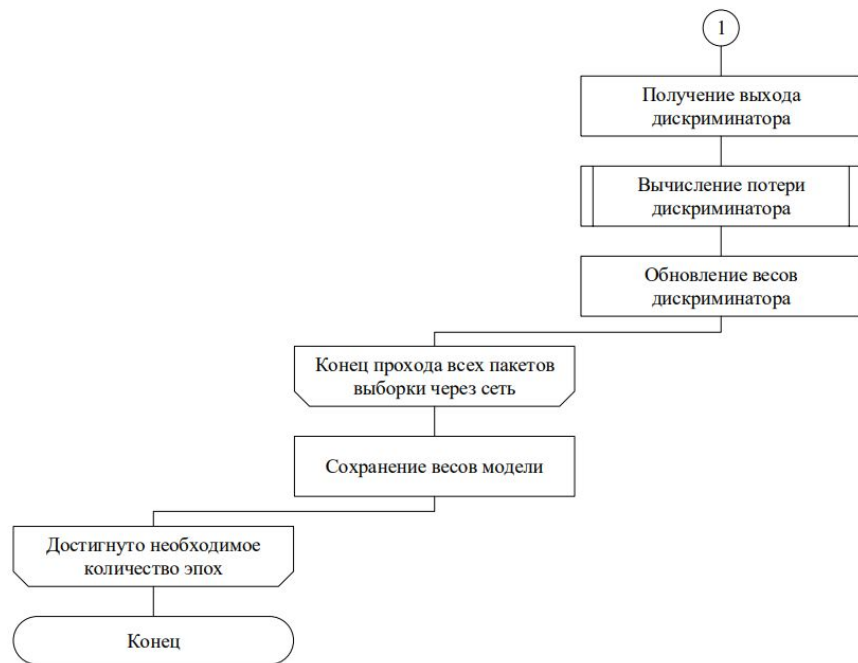 1
Получение выхода
дискриминатора
Вычисление потери
дискриминатора
Обновление весов
дискриминатора
Конец прохода всех пакетов
выборки через сеть
Сохранение весов модели
Достигнуто необходимое
количество эпох
Конец